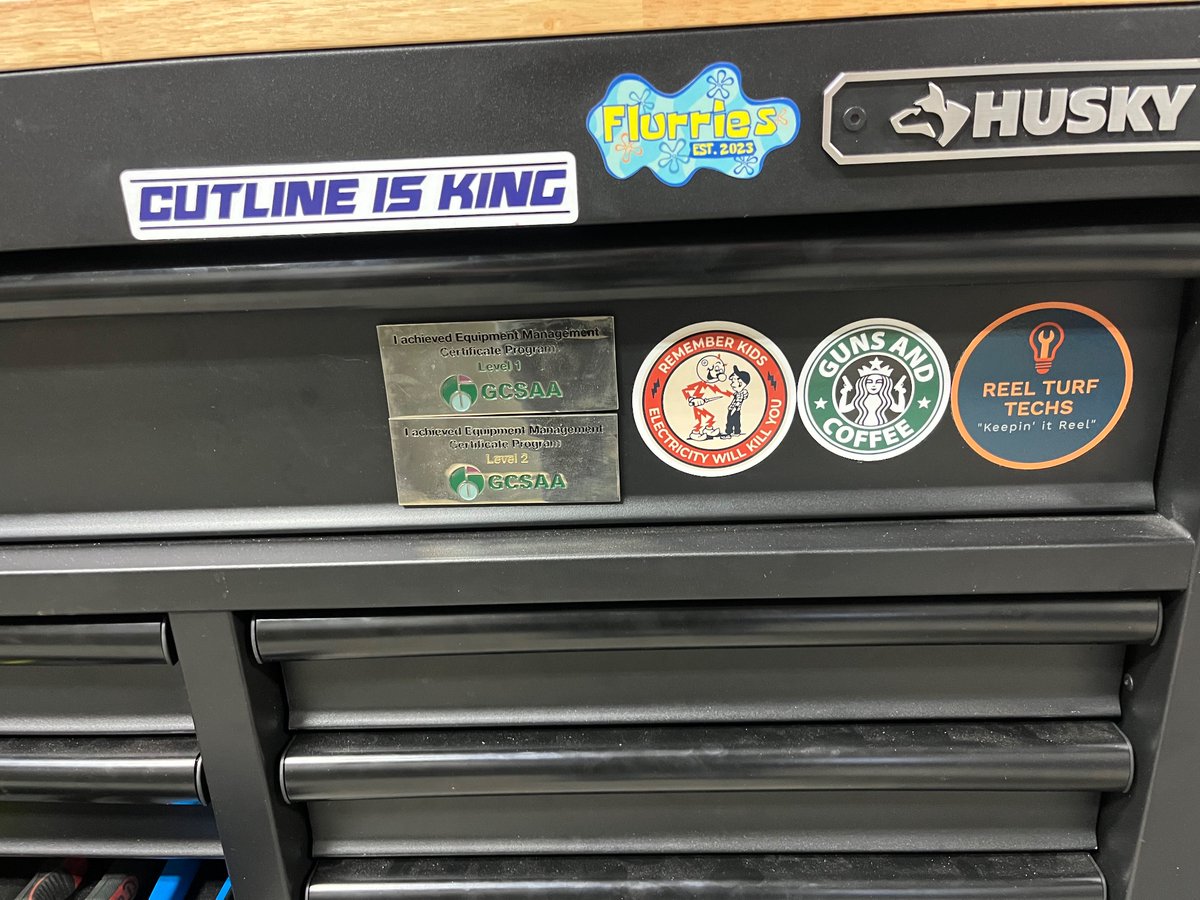 Flurries
EST. 2023
HUSKY
CUTLINE IS KING
I achieved Equipment Management
Certificate Program
Level 1
GCSAA
I achieved Equipment Management
Certificate Program
Level 2
GCSAA
REMEMBER KIDS
ELECTRICITY WILL KILL YOU
GUNS AND
COFFEE
REEL TURF
TECHS
"Keepin' it Reel"